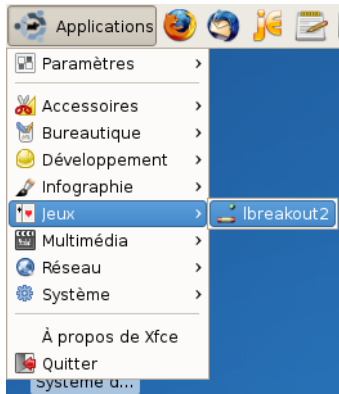 Applications
Paramètres
Accessoires
Bureautique
Développement
Infographie
Jeux
lbreakout2
Multimédia
Réseau
Système
À propos de Xfce
Quitter
Système d...